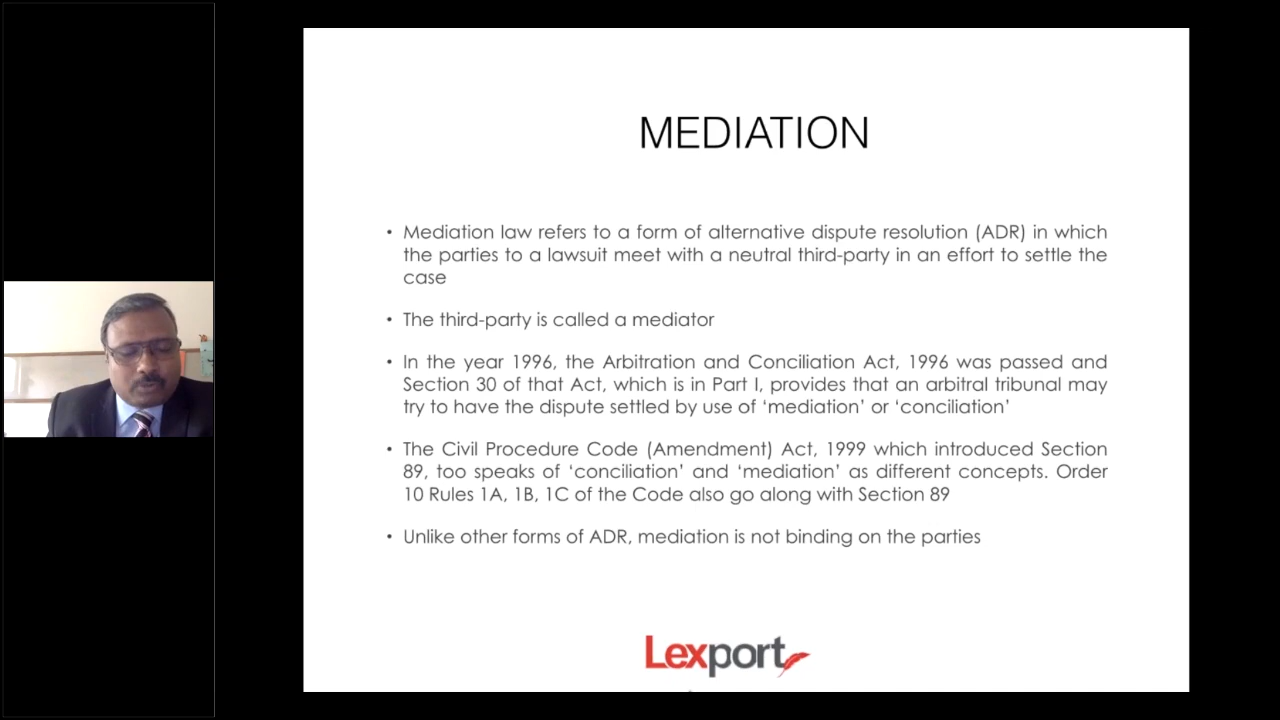 MEDIATION
• Mediation law refers to a form of alternative dispute resolution (ADR) in which
the parties to a lawsuit meet with a neutral third-party in an effort to settle the
case
• The third-party is called a mediator
• In the year 1996, the Arbitration and Conciliation Act, 1996 was passed and
Section 30 of that Act, which is in Part I, provides that an arbitral tribunal may
try to have the dispute settled by use of ‘mediation’ or ‘conciliation’
• The Civil Procedure Code (Amendment) Act, 1999 which introduced Section
89, too speaks of ‘conciliation’ and ‘mediation’ as different concepts. Order
10 Rules 1A, 1B, 1C of the Code also go along with Section 89
• Unlike other forms of ADR, mediation is not binding on the parties
Lexport